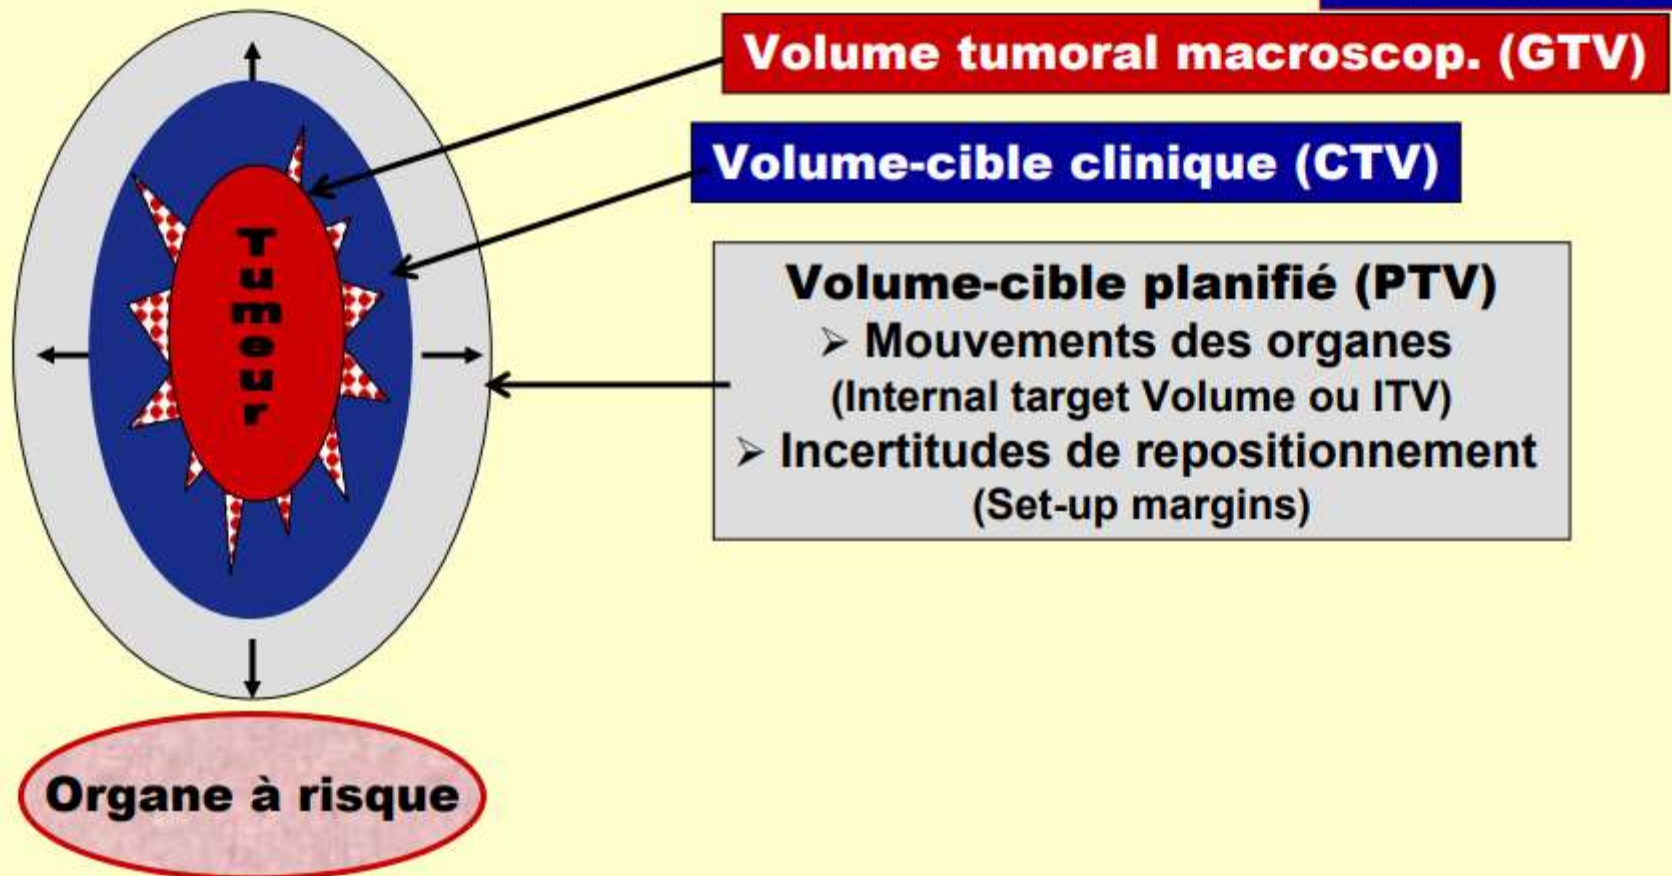 Volume tumoral macroscop. (GTV)
Volume-cible clinique (CTV)
Tumeur
Volume-cible planifié (PTV)
➢ Mouvements des organes
(Internal target Volume ou ITV)
➢ Incertitudes de repositionnement
(Set-up margins)
Organe à risque